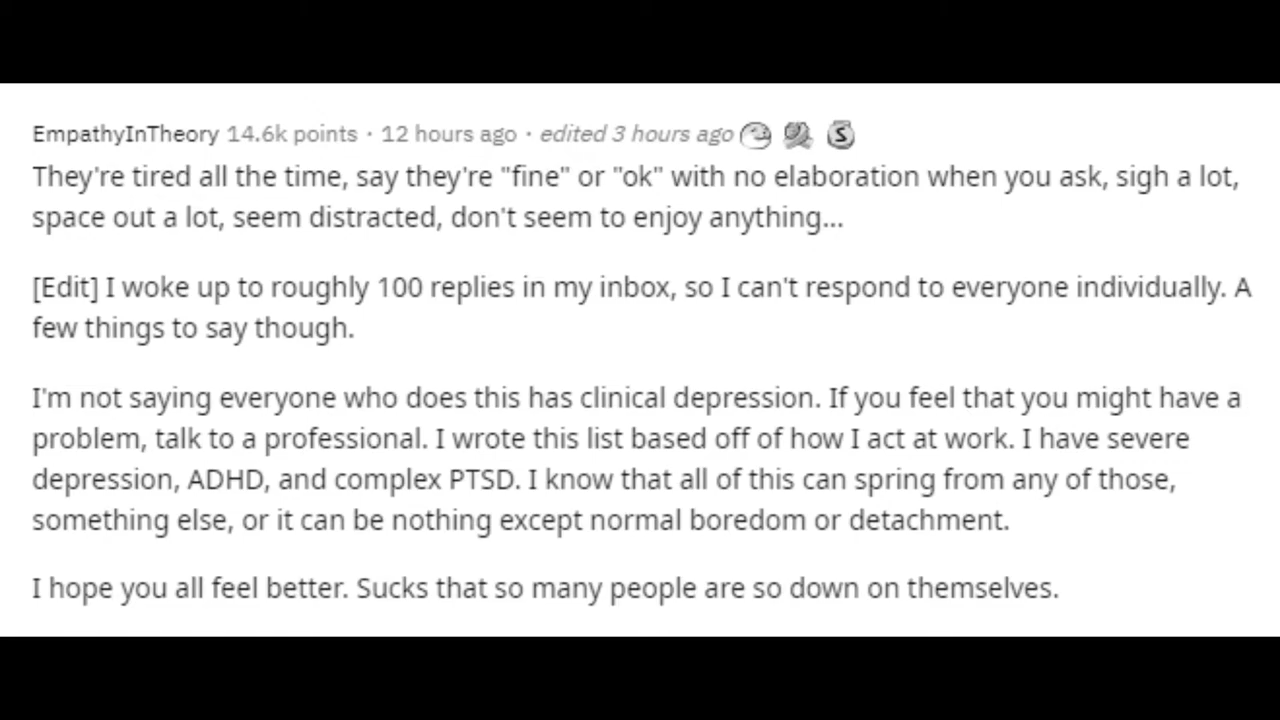 EmpathyInTheory 14.6k points · 12 hours ago · edited 3 hours ago S
They're tired all the time, say they're "fine" or "ok" with no elaboration when you ask, sigh a lot,
space out a lot, seem distracted, don't seem to enjoy anything...
[Edit] I woke up to roughly 100 replies in my inbox, so I can't respond to everyone individually. A
few things to say though.
I'm not saying everyone who does this has clinical depression. If you feel that you might have a
problem, talk to a professional. I wrote this list based off of how I act at work. I have severe
depression, ADHD, and complex PTSD. I know that all of this can spring from any of those,
something else, or it can be nothing except normal boredom or detachment.
I hope you all feel better. Sucks that so many people are so down on themselves.